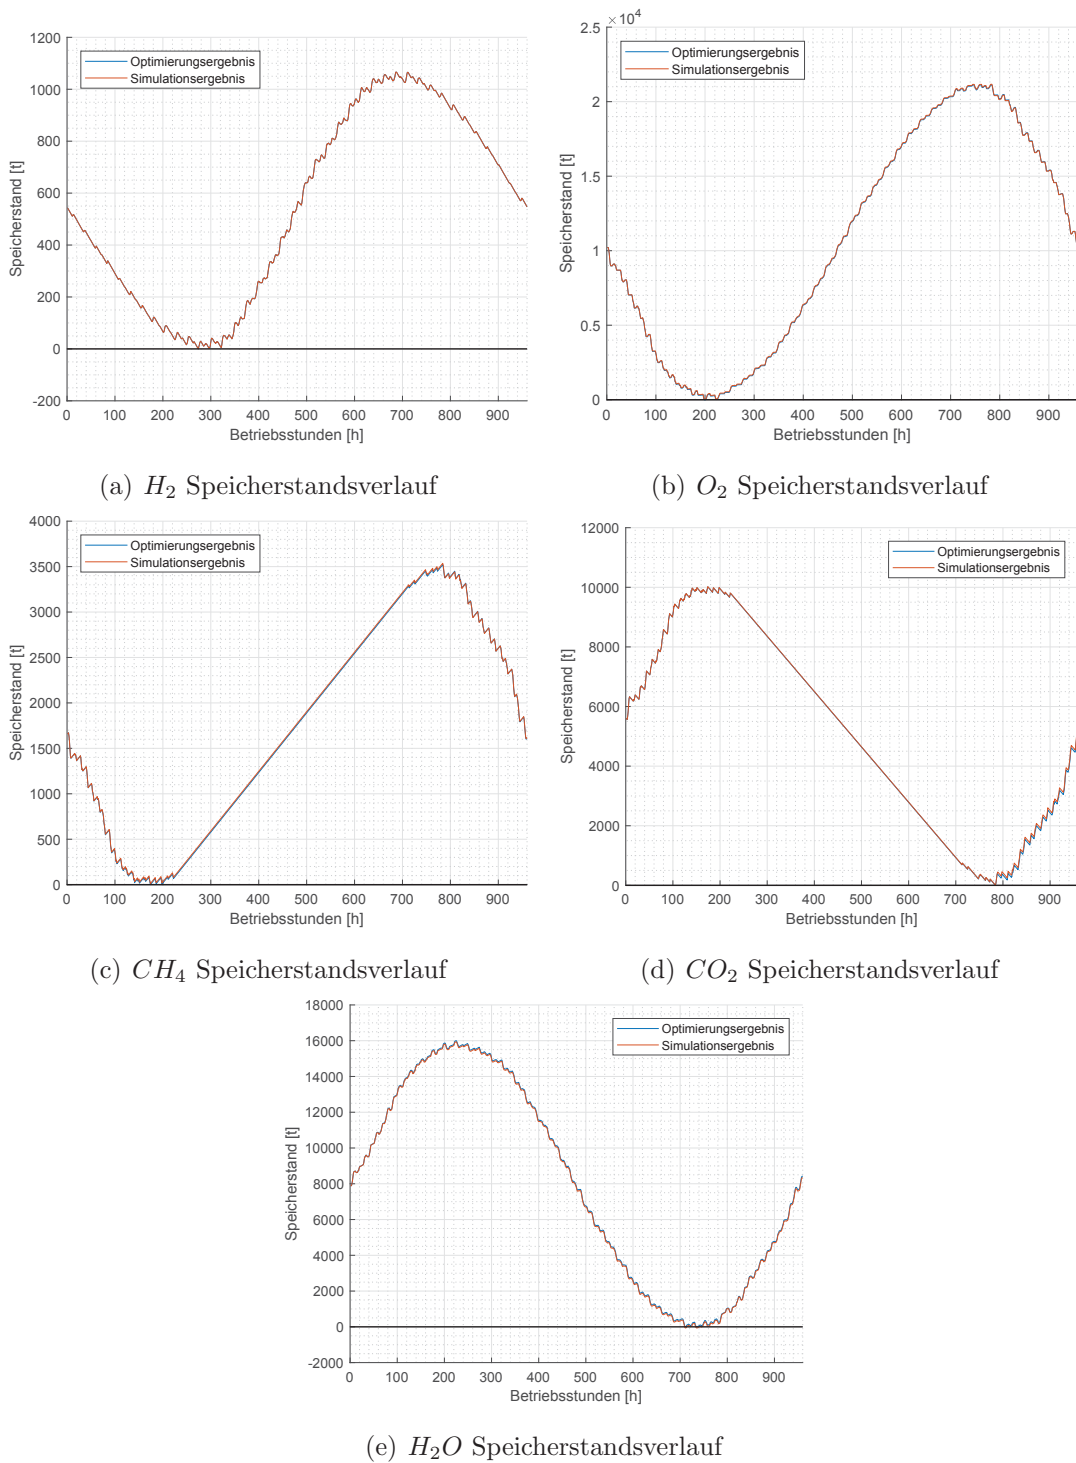 1200
1000
800
600
400
200
0
-200
Speicherstand [t]
Optimierungsergebnis
Simulationsergebnis
0 100 200 300 400 500 600 700 800 900
Betriebsstunden [h]
(a) H₂ Speicherstandsverlauf
×10⁴
2.5
2
1.5
1
0.5
0
Speicherstand [t]
Optimierungsergebnis
Simulationsergebnis
0 100 200 300 400 500 600 700 800 900
Betriebsstunden [h]
(b) O₂ Speicherstandsverlauf
4000
3500
3000
2500
2000
1500
1000
500
0
Speicherstand [t]
Optimierungsergebnis
Simulationsergebnis
0 100 200 300 400 500 600 700 800 900
Betriebsstunden [h]
(c) CH₄ Speicherstandsverlauf
12000
10000
8000
6000
4000
2000
0
Speicherstand [t]
Optimierungsergebnis
Simulationsergebnis
0 100 200 300 400 500 600 700 800 900
Betriebsstunden [h]
(d) CO₂ Speicherstandsverlauf
18000
16000
14000
12000
10000
8000
6000
4000
2000
0
-2000
Speicherstand [t]
Optimierungsergebnis
Simulationsergebnis
0 100 200 300 400 500 600 700 800 900
Betriebsstunden [h]
(e) H₂O Speicherstandsverlauf